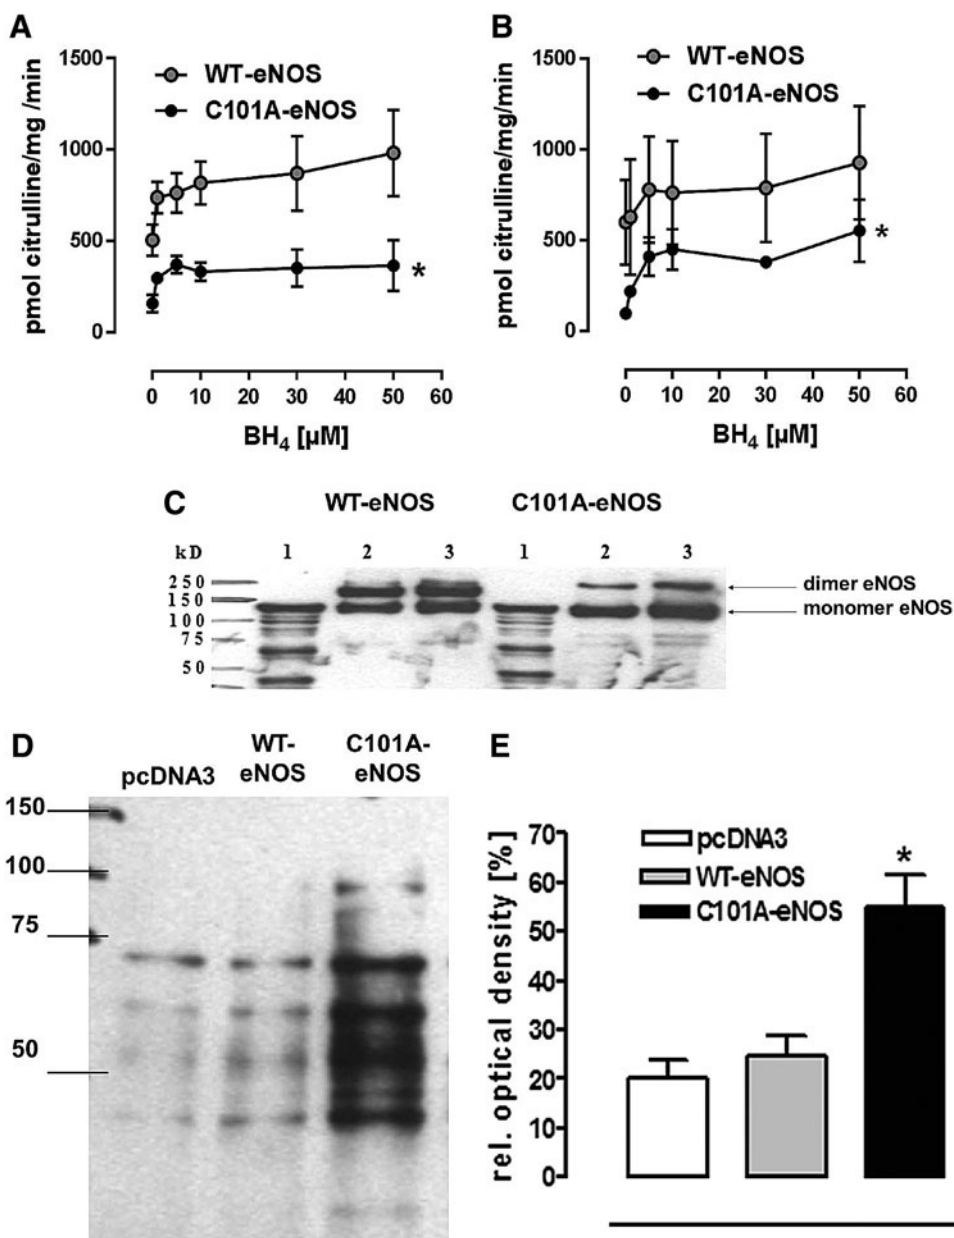 A
1500
WT-eNOS
C101A-eNOS
1000
500
0
pmol citrulline/mg /min
0 10 20 30 40 50 60
BH4 [µM]
B
1500
WT-eNOS
C101A-eNOS
1000
500
0
pmol citrulline/mg/min
*
*
0 10 20 30 40 50 60
BH4 [µM]
C
WT-eNOS C101A-eNOS
kD 1 2 3 1 2 3
250
150
100
75
50
dimer eNOS
monomer eNOS
D
pcDNA3
WT-eNOS
C101A-eNOS
150
100
75
50
E
rel. optical density [%]
70
60
50
40
30
20
10
0
pcDNA3
WT-eNOS
C101A-eNOS
*